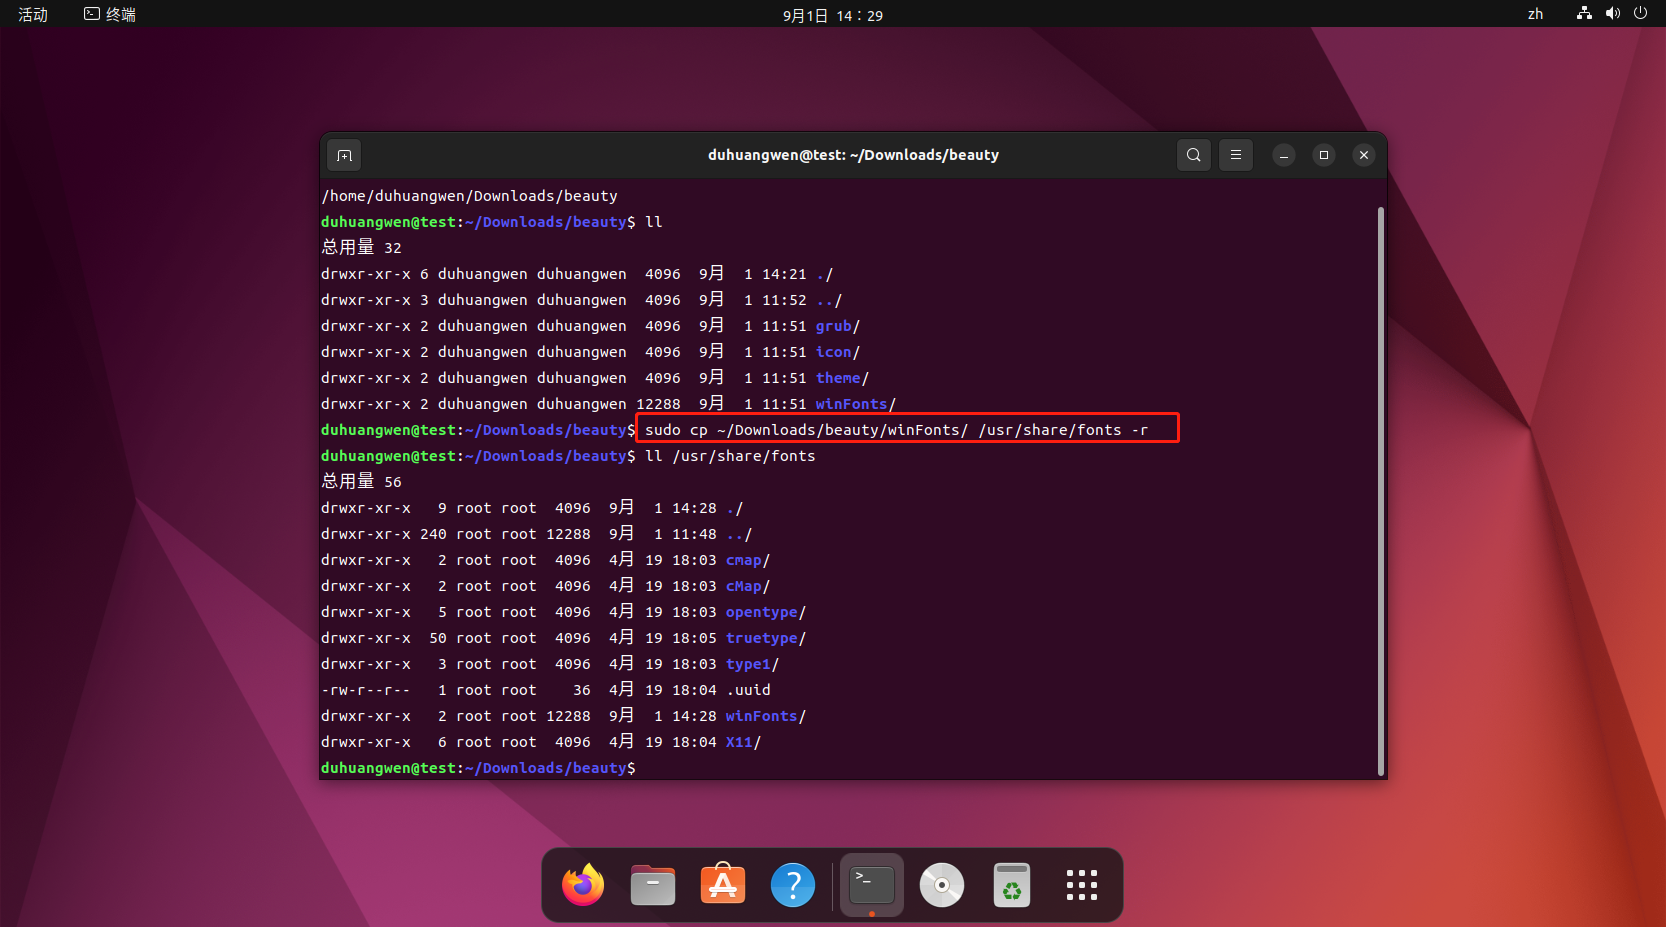 活动 终端 9月1日 14：29 zh
duhuangwen@test: ~/Downloads/beauty
/home/duhuangwen/Downloads/beauty
duhuangwen@test:~/Downloads/beauty$ ll
总用量 32
drwxr-xr-x 6 duhuangwen duhuangwen  4096  9月  1 14:21 ./
drwxr-xr-x 3 duhuangwen duhuangwen  4096  9月  1 11:52 ../
drwxr-xr-x 2 duhuangwen duhuangwen  4096  9月  1 11:51 grub/
drwxr-xr-x 2 duhuangwen duhuangwen  4096  9月  1 11:51 icon/
drwxr-xr-x 2 duhuangwen duhuangwen  4096  9月  1 11:51 theme/
drwxr-xr-x 2 duhuangwen duhuangwen 12288  9月  1 11:51 winFonts/
duhuangwen@test:~/Downloads/beauty$ sudo cp ~/Downloads/beauty/winFonts/ /usr/share/fonts -r
duhuangwen@test:~/Downloads/beauty$ ll /usr/share/fonts
总用量 56
drwxr-xr-x   9 root root  4096  9月  1 14:28 ./
drwxr-xr-x 240 root root 12288  9月  1 11:48 ../
drwxr-xr-x   2 root root  4096  4月 19 18:03 cmap/
drwxr-xr-x   2 root root  4096  4月 19 18:03 cMap/
drwxr-xr-x   5 root root  4096  4月 19 18:03 opentype/
drwxr-xr-x  50 root root  4096  4月 19 18:05 truetype/
drwxr-xr-x   3 root root  4096  4月 19 18:03 type1/
-rw-r--r--   1 root root    36  4月 19 18:04 .uuid
drwxr-xr-x   2 root root 12288  9月  1 14:28 winFonts/
drwxr-xr-x   6 root root  4096  4月 19 18:04 X11/
duhuangwen@test:~/Downloads/beauty$